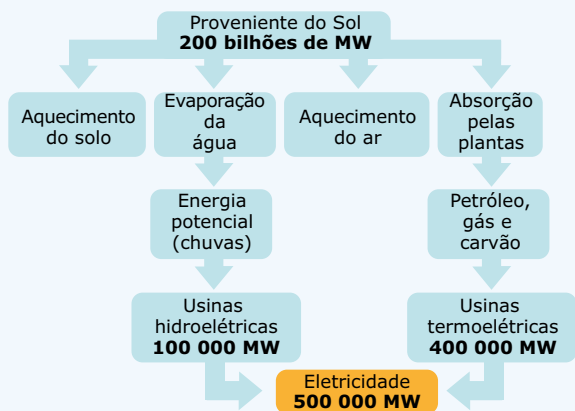 Proveniente do Sol
200 bilhões de MW
Aquecimento
do solo
Evaporação
da
água
Aquecimento
do ar
Absorção
pelas
plantas
Energia
potencial
(chuvas)
Petróleo,
gás e
carvão
Usinas
hidroelétricas
100 000 MW
Usinas
termoelétricas
400 000 MW
Eletricidade
500 000 MW